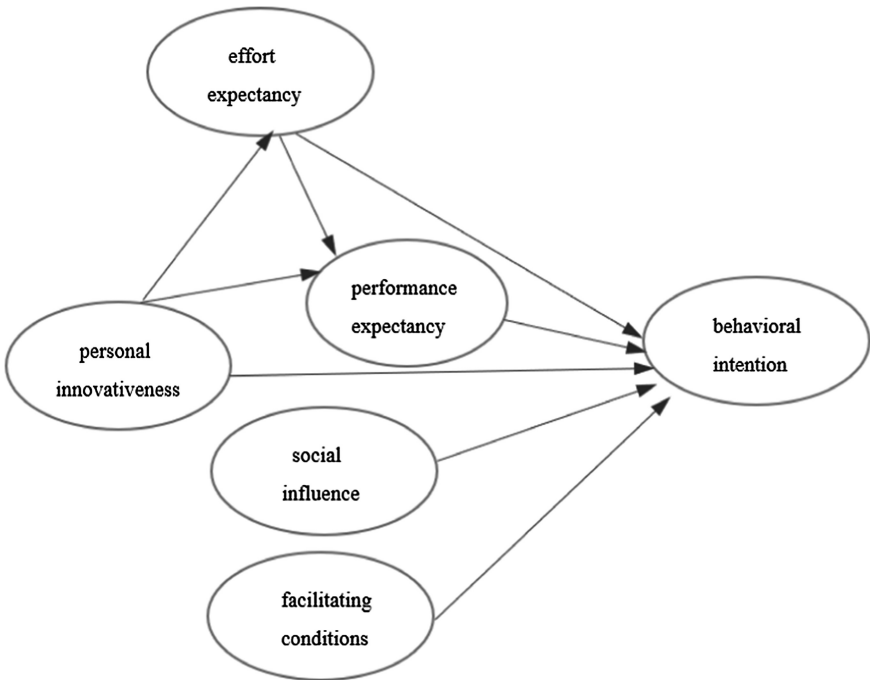 effort
expectancy
performance
expectancy
behavioral
intention
personal
innovativeness
social
influence
facilitating
conditions